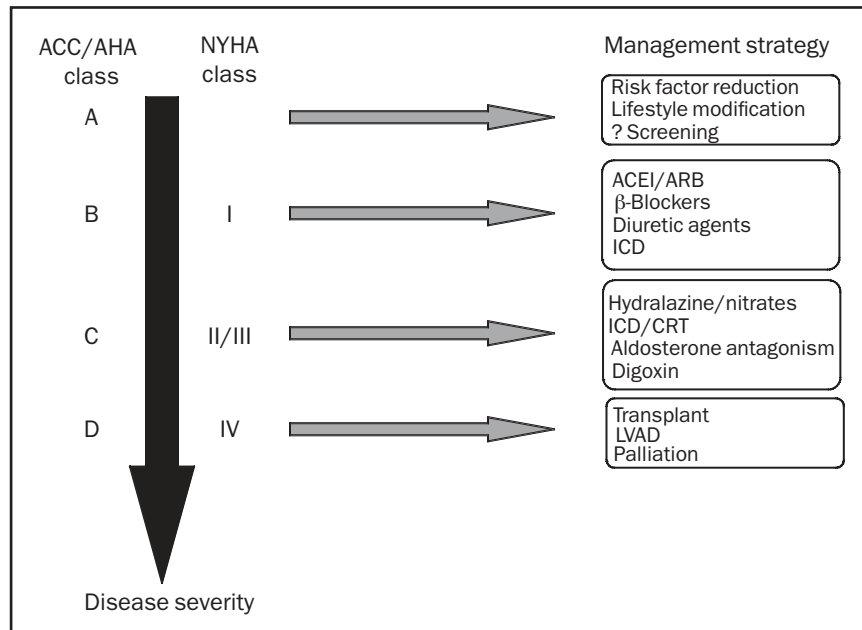 ACC/AHA
class
NYHA
class
Management strategy
A
Risk factor reduction
Lifestyle modification
? Screening
B
I
ACEI/ARB
β-Blockers
Diuretic agents
ICD
C
II/III
Hydralazine/nitrates
ICD/CRT
Aldosterone antagonism
Digoxin
D
IV
Transplant
LVAD
Palliation
Disease severity